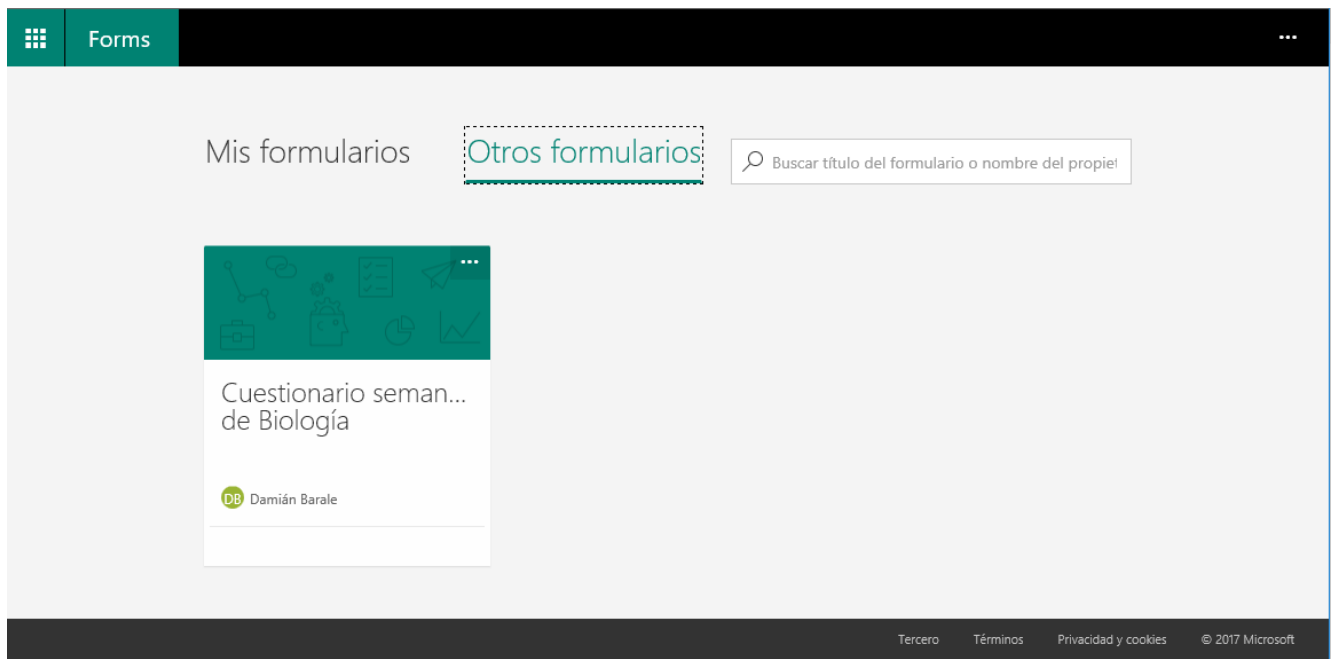 Forms
...
Mis formularios
Otros formularios
Buscar título del formulario o nombre del propiet
...
Cuestionario seman...
de Biología
DB Damián Barale
Tercero Términos Privacidad y cookies © 2017 Microsoft